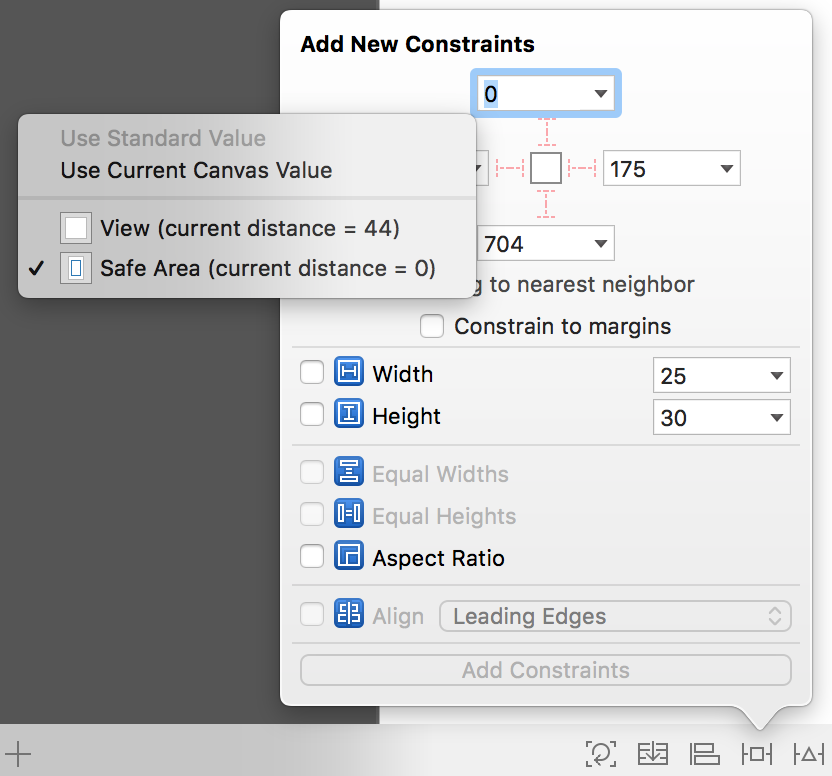 Add New Constraints
0
Use Standard Value
Use Current Canvas Value
175
View (current distance = 44)
704
Safe Area (current distance = 0)
to nearest neighbor
Constrain to margins
Width
25
Height
30
Equal Widths
Equal Heights
Aspect Ratio
Align
Leading Edges
Add Constraints